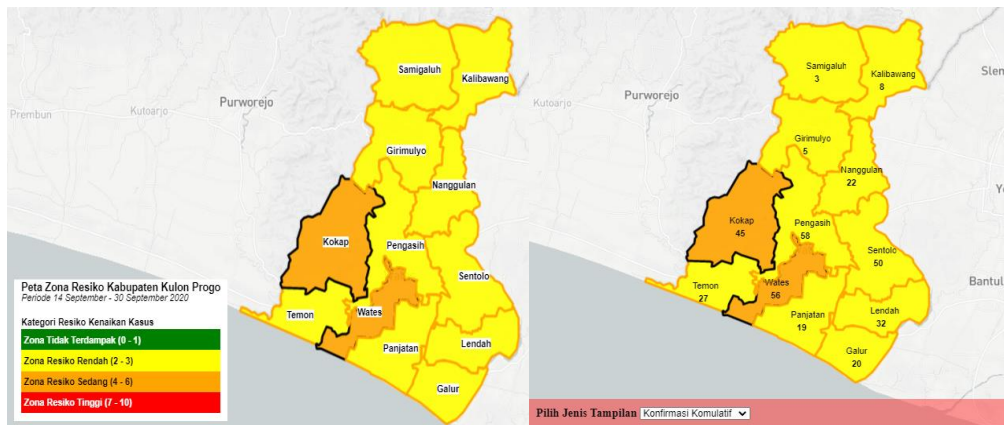 Samigaluh
Kalibawang
Purworejo
Kutoarjo
Prembun
Girimulyo
Nanggulan
Kokap
Pengasih
Sentolo
Temon
Wates
Panjatan
Lendah
Galur
Peta Zona Resiko Kabupaten Kulon Progo
Periode 14 September - 30 September 2020
Kategori Resiko Kenaikan Kasus
Zona Tidak Terdampak (0 - 1)
Zona Resiko Rendah (2 - 3)
Zona Resiko Sedang (4 - 6)
Zona Resiko Tinggi (7 - 10)
Samigaluh
3
Kalibawang
8
Slem
Purworejo
Kutoarjo
Girimulyo
5
Nanggulan
22
Yo
Kokap
45
Pengasih
58
Sentolo
50
Temon
27
Wates
56
Bantul
Panjatan
19
Lendah
32
Galur
20
Pilih Jenis Tampilan Konfirmasi Komulatif